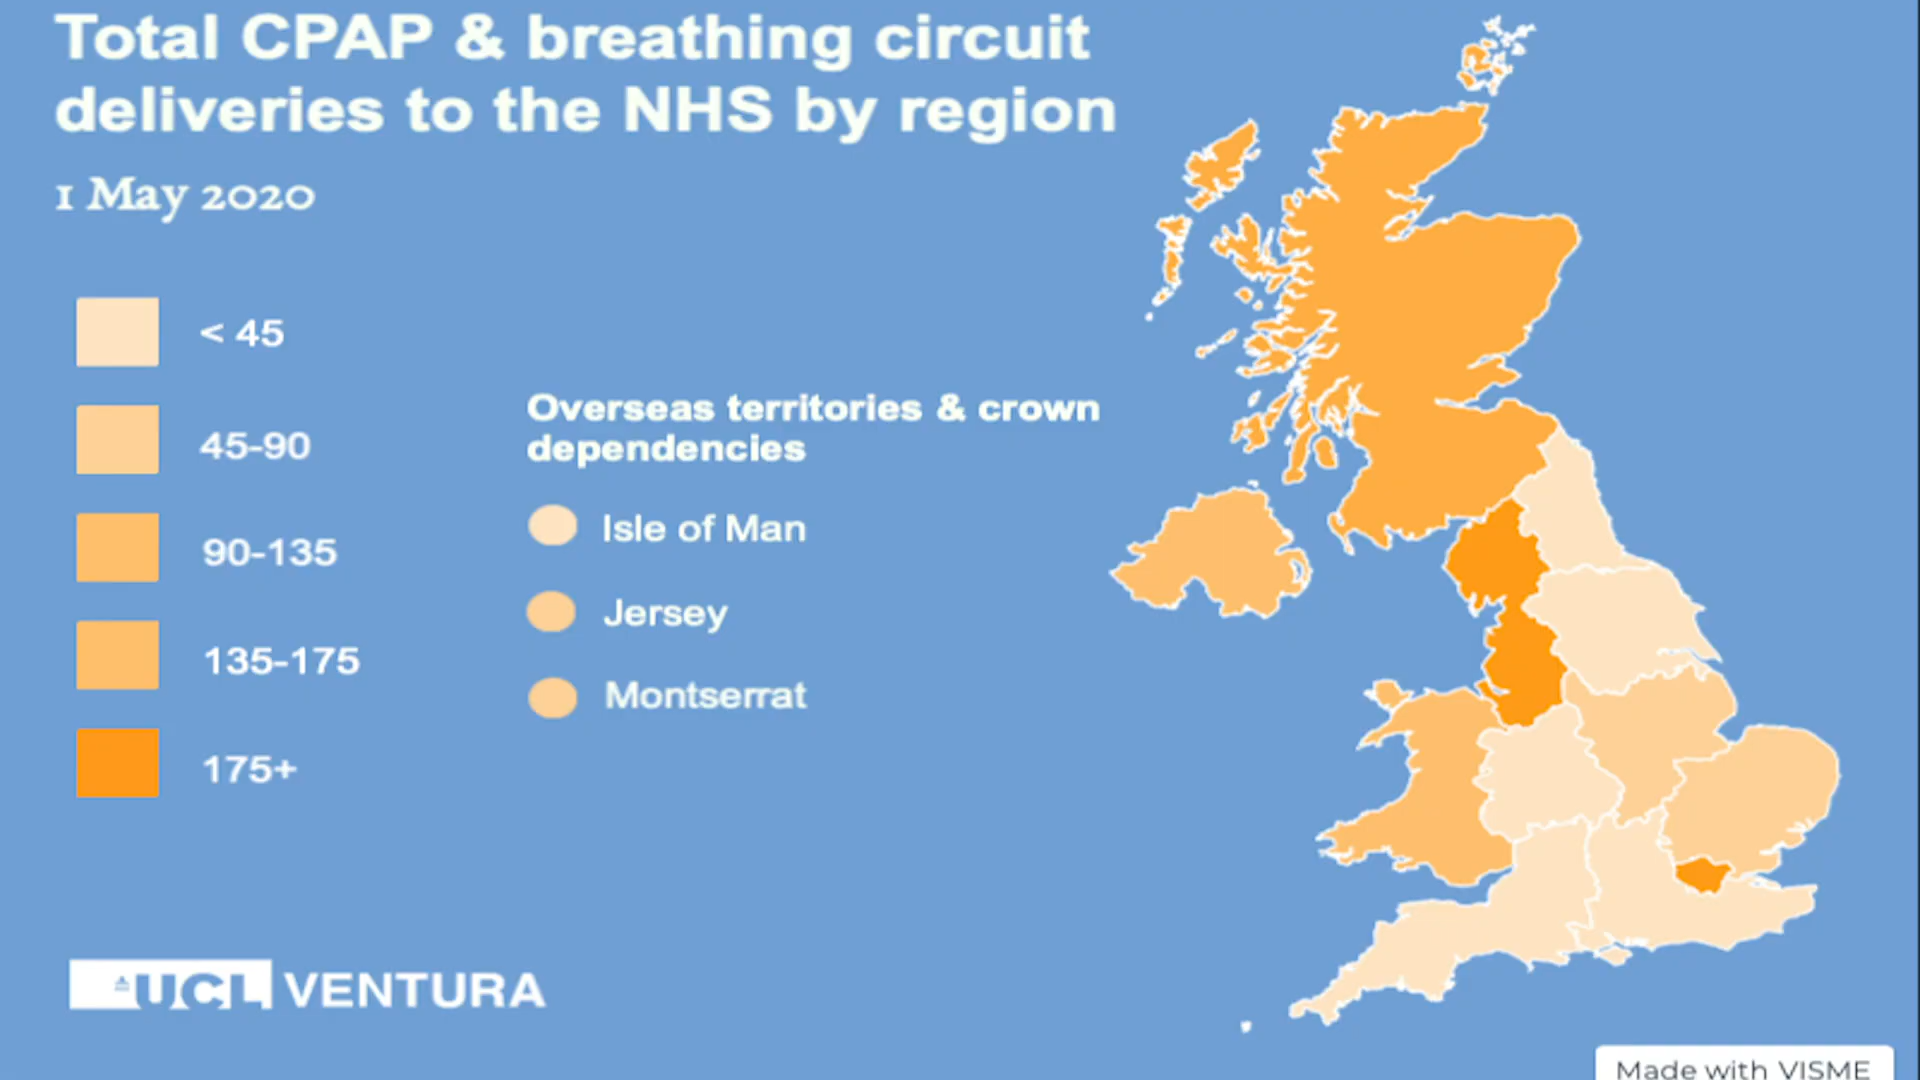 Total CPAP & breathing circuit
deliveries to the NHS by region
1 May 2020
< 45
45-90
90-135
135-175
175+
Overseas territories & crown
dependencies
Isle of Man
Jersey
Montserrat
UCL VENTURA
Made with VISME